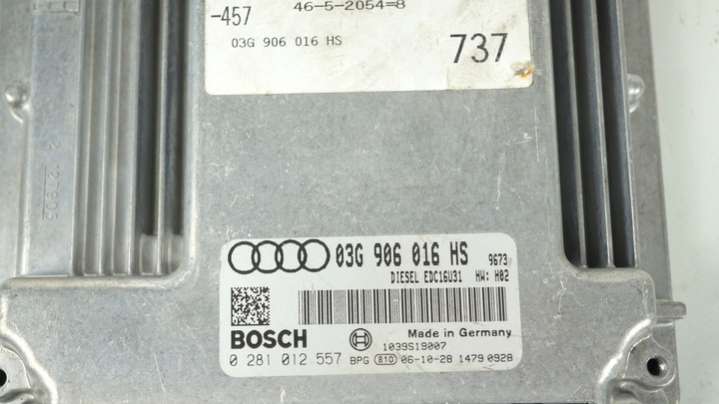 46-5-2054=8
-457
03G 906 016 HS
737
03G 906 016 HS 9673
DIESEL EDC16U31 HW: H02
BOSCH
Made in Germany
1039S19007
0 281 012 557 BPG 810 06-10-28 1479 0928